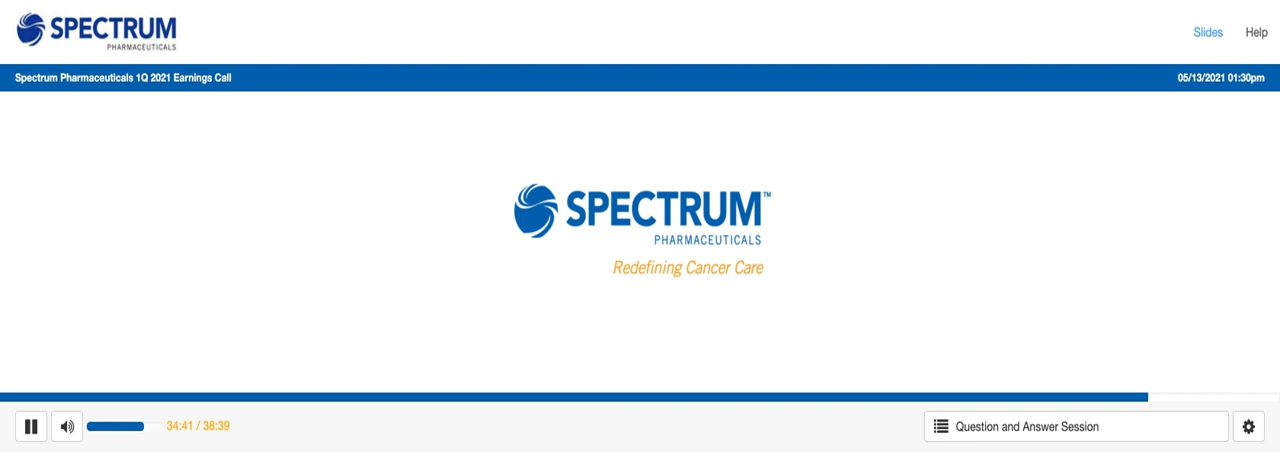 SPECTRUM
PHARMACEUTICALS
Slides Help
Spectrum Pharmaceuticals 1Q 2021 Earnings Call 05/13/2021 01:30pm
SPECTRUM™
PHARMACEUTICALS
Redefining Cancer Care
34:41 / 38:39 Question and Answer Session